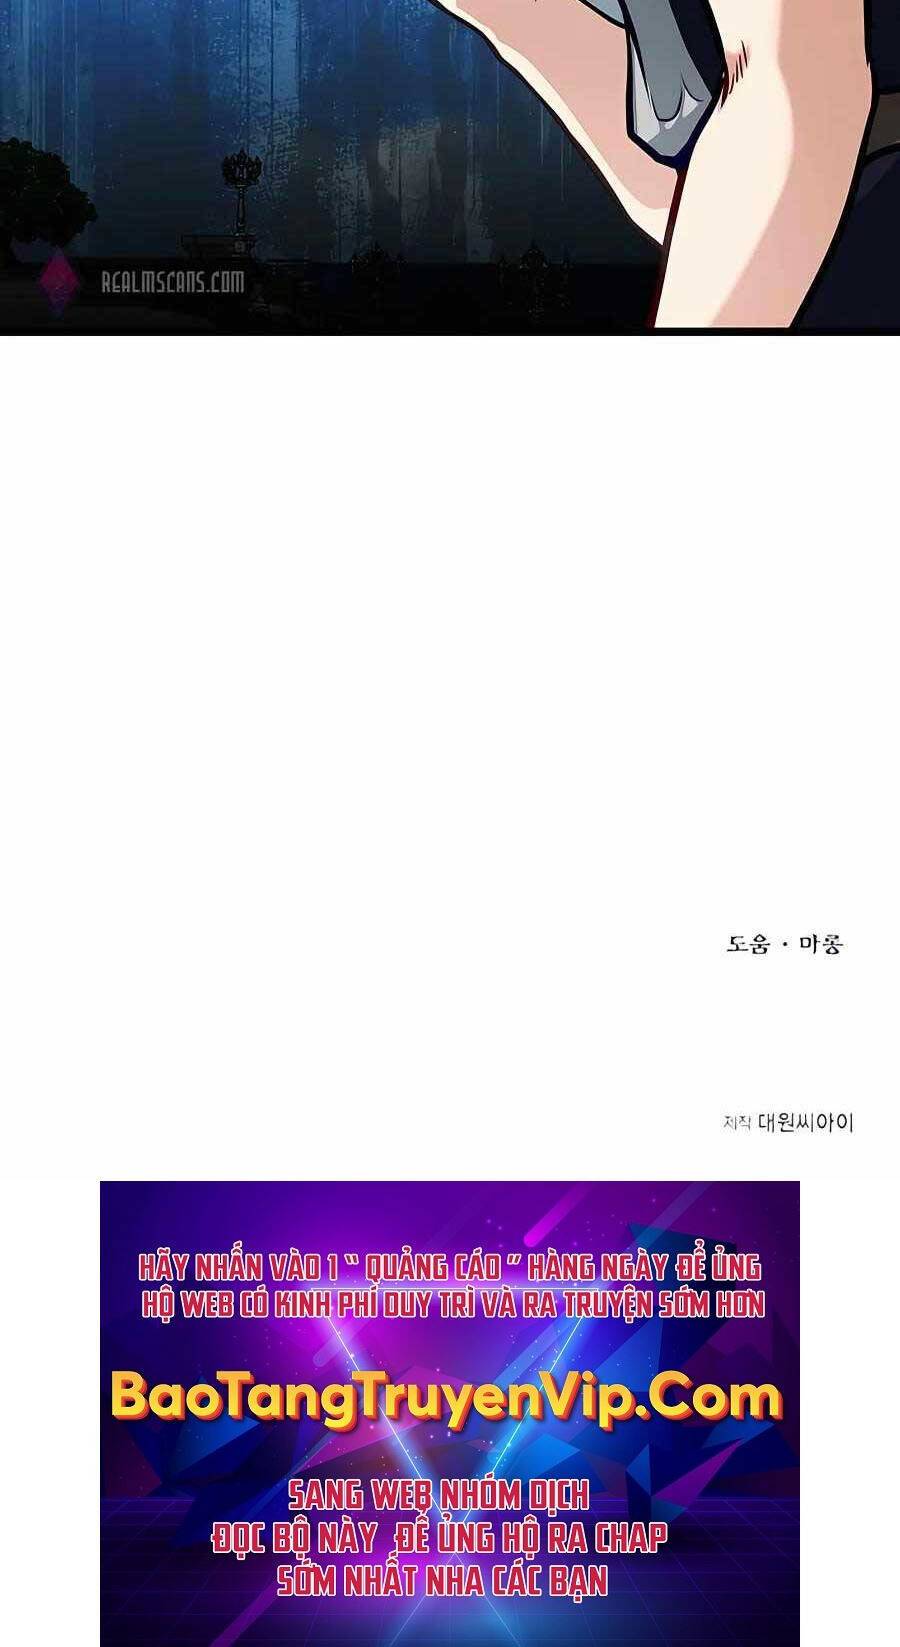 REALMSCANS.COM
도움 · 마롱
제작 대원씨아이
HÃY NHẤN VÀO 1 “ QUẢNG CÁO ” HÀNG NGÀY ĐỂ ỦNG
HỘ WEB CÓ KINH PHÍ DUY TRÌ VÀ RA TRUYỆN SỚM HƠN
BaoTangTruyenVip.Com
SANG WEB NHÓM DỊCH
ĐỌC BỘ NÀY ĐỂ ỦNG HỘ RA CHAP
SỚM NHẤT NHA CÁC BẠN